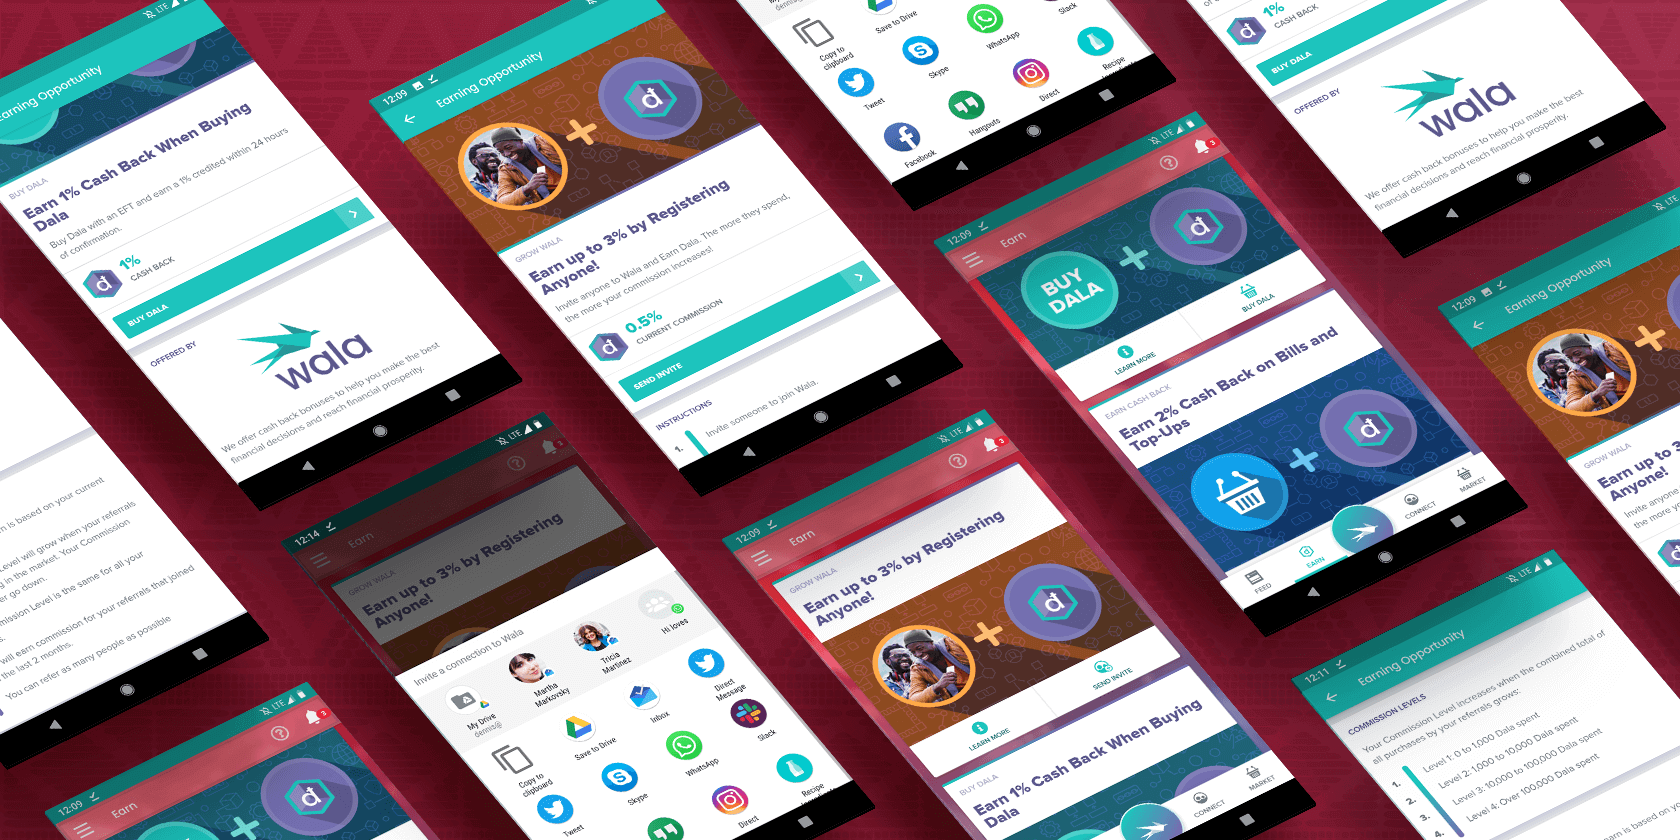 LTE
Earning Opportunity
BUY DALA
Earn 1% Cash Back When Buying
Dala
Buy Dala with an EFT and earn a 1% credited within 24 hours
of confirmation.
1%
CASH BACK
BUY DALA
OFFERED BY
wala
We offer cash back bonuses to help you make the best
financial decisions and reach financial prosperity.
12:09
Earning Opportunity
GROW WALA
Earn up to 3% by Registering
Anyone!
Invite anyone to Wala and Earn Dala. The more they spend,
the more your commission increases!
0.5%
CURRENT COMMISSION
SEND INVITE
INSTRUCTIONS
1.
Invite someone to join Wala.
Copy to
clipboard
Save to Drive
Slack
Tweet
Skype
WhatsApp
Facebook
Hangouts
Direct
Recipe
1%
CASH BACK
BUY DALA
OFFERED BY
wala
We offer cash back bonuses to help you make the best
financial decisions and reach financial prosperity.
12:09
LTE
Earn
3
BUY
DALA
LEARN MORE
BUY DALA
EARN CASH BACK
Earn 2% Cash Back on Bills and
Top-Ups
FEED
EARN
CONNECT
MARKET
12:09
LTE
Earning Opportunity
GROW WALA
Earn up to 3
Anyone!
Invite anyone
the more y
rn is based on your current
Level will grow when your referrals
g in the market. Your Commission
er go down.
mission Level is the same for all your
s.
will earn commission for your referrals that joined
the last 2 months.
You can refer as many people as possible
12:09
LTE
Earn
3
12:14
LTE
Earn
3
GROW WALA
Earn up to 3% by Registering
Anyone!
Invite a connection to Wala
My Drive
dennis@
Martha
Markovsky
Tricia
Martinez
Hi loves
Copy to
clipboard
Save to Drive
Inbox
Direct
Message
Tweet
Skype
WhatsApp
Slack
Direct
Recipe
12:09
LTE
Earn
3
GROW WALA
Earn up to 3% by Registering
Anyone!
LEARN MORE
SEND INVITE
BUY DALA
Earn 1% Cash Back When Buying
Dala
CONNECT
MARKET
12:11
LTE
Earning Opportunity
COMMISSION LEVELS
Your Commission Level increases when the combined total of
all purchases by your referrals grows:
1.
Level 1: 0 to 1,000 Dala spent
2.
Level 2: 1,000 to 10,000 Dala spent
3.
Level 3: 10,000 to 100,000 Dala spent
4.
Level 4: Over 100,000 Dala spent
earn is based on yo